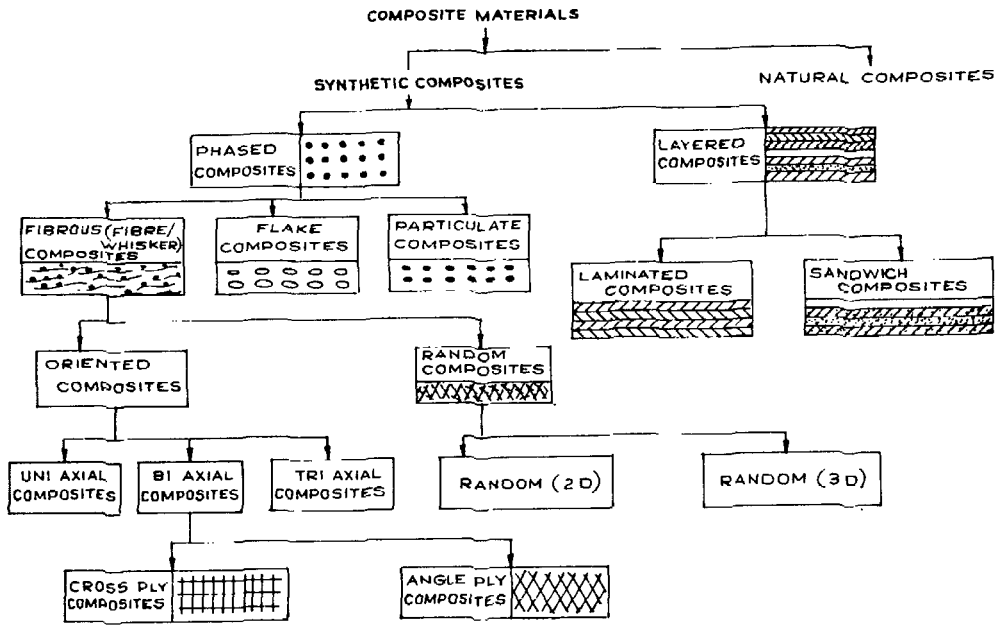 COMPOSITE MATERIALS
SYNTHETIC COMPOSITES
NATURAL COMPOSITES
PHASED
COMPOSITES
LAYERED
COMPOSITES
FIBROUS (FIBRE/
WHISKER)
COMPOSITES
FLAKE
COMPOSITES
PARTICULATE
COMPOSITES
LAMINATED
COMPOSITES
SANDWICH
COMPOSITES
ORIENTED
COMPOSITES
RANDOM
COMPOSITES
UNI AXIAL
COMPOSITES
BI AXIAL
COMPOSITES
TRI AXIAL
COMPOSITES
RANDOM (2D)
RANDOM (3D)
CROSS PLY
COMPOSITES
ANGLE PLY
COMPOSITES